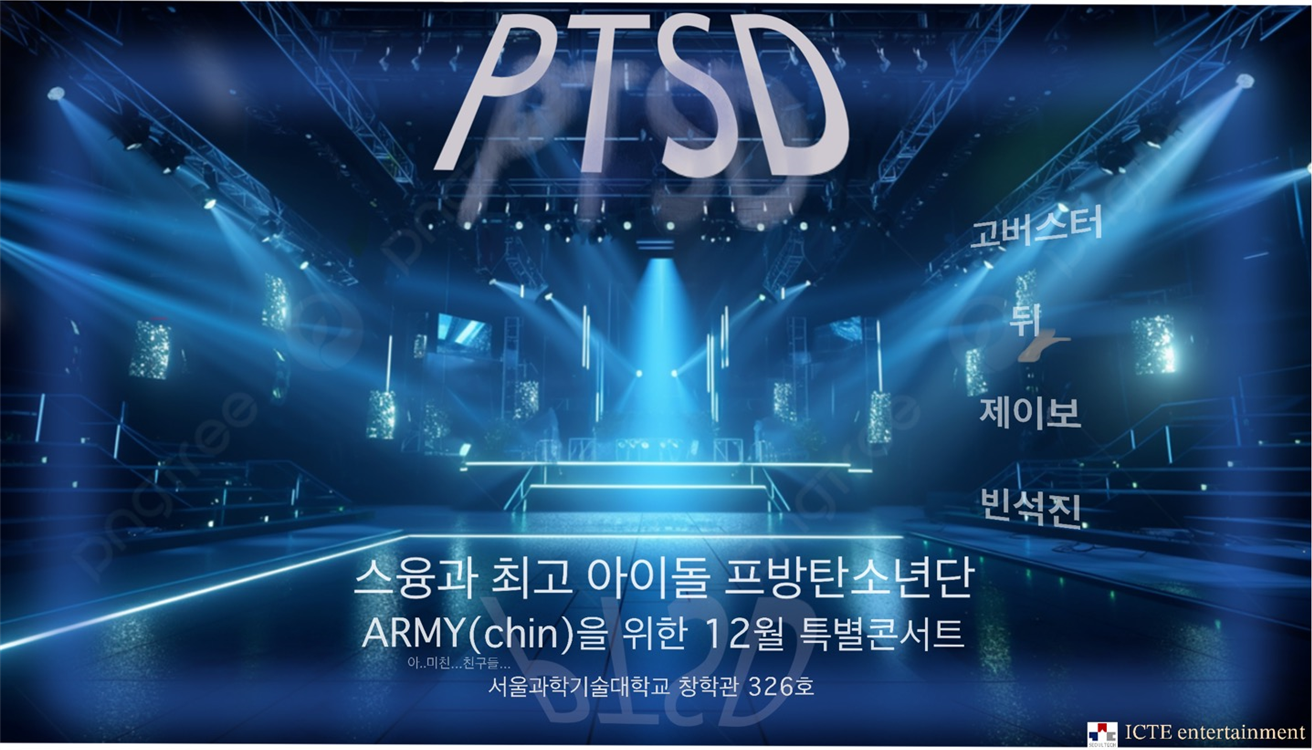 PTSD
고버스터
뒤
제이보
빈석진
스융과 최고 아이돌 프방탄소년단
ARMY(chin)을 위한 12월 특별콘서트
아..미친...친구들...
서울과학기술대학교 창학관 326호
SEOULTECH
ICTE entertainment
pngtree